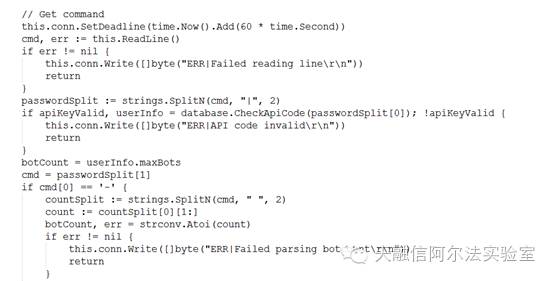 // Get command
this.conn.SetDeadline(time.Now().Add(60 * time.Second))
cmd, err := this.ReadLine()
if err != nil {
    this.conn.Write([]byte("ERR|Failed reading line\r\n"))
    return
}
passwordSplit := strings.SplitN(cmd, "|", 2)
if apiKeyValid, userInfo = database.CheckApiCode(passwordSplit[0]); !apiKeyValid {
    this.conn.Write([]byte("ERR|API code invalid\r\n"))
    return
}
botCount = userInfo.maxBots
cmd = passwordSplit[1]
if cmd[0] == '-' {
    countSplit := strings.SplitN(cmd, " ", 2)
    count := countSplit[0][1:]
    botCount, err = strconv.Atoi(count)
    if err != nil {
        this.conn.Write([]byte("ERR|Failed parsing bot
        return
    }
天融信阿尔法实验室